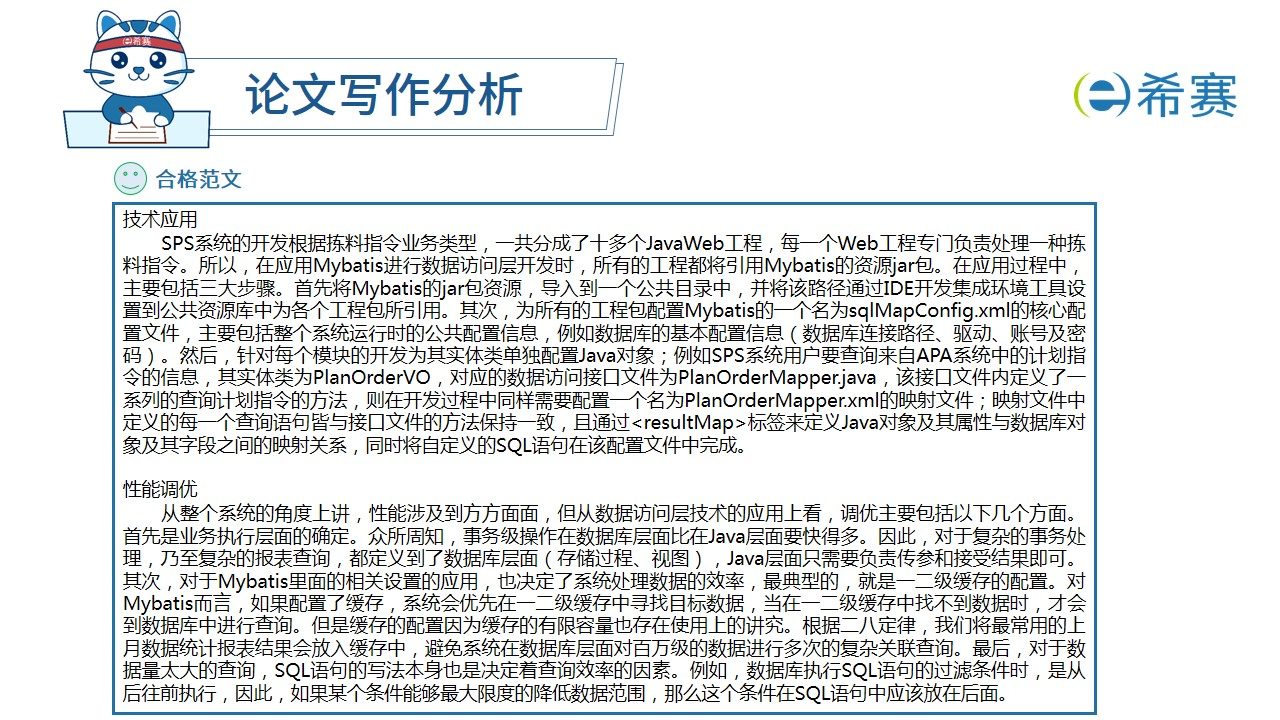 希赛
论文写作分析
希赛
合格范文
技术应用
SPS系统的开发根据拣料指令业务类型，一共分成了十多个JavaWeb工程，每一个Web工程专门负责处理一种拣
料指令。所以，在应用Mybatis进行数据访问层开发时，所有的工程都将引用Mybatis的资源jar包。在应用过程中，
主要包括三大步骤。首先将Mybatis的jar包资源，导入到一个公共目录中，并将该路径通过IDE开发集成环境工具设
置到公共资源库中为各个工程包所引用。其次，为所有的工程包配置Mybatis的一个名为sqlMapConfig.xml的核心配
置文件，主要包括整个系统运行时的公共配置信息，例如数据库的基本配置信息（数据库连接路径、驱动、账号及密
码）。然后，针对每个模块的开发为其实体类单独配置Java对象；例如SPS系统用户要查询来自APA系统中的计划指
令的信息，其实体类为PlanOrderVO，对应的数据访问接口文件为PlanOrderMapper.java，该接口文件内定义了一
系列的查询计划指令的方法，则在开发过程中同样需要配置一个名为PlanOrderMapper.xml的映射文件；映射文件中
定义的每一个查询语句皆与接口文件的方法保持一致，且通过<resultMap>标签来定义Java对象及其属性与数据库对
象及其字段之间的映射关系，同时将自定义的SQL语句在该配置文件中完成。
性能调优
从整个系统的角度上讲，性能涉及到方方面面，但从数据访问层技术的应用上看，调优主要包括以下几个方面。
首先是业务执行层面的确定。众所周知，事务级操作在数据库层面比在Java层面要快得多。因此，对于复杂的事务处
理，乃至复杂的报表查询，都定义到了数据库层面（存储过程、视图），Java层面只需要负责传参和接受结果即可。
其次，对于Mybatis里面的相关设置的应用，也决定了系统处理数据的效率，最典型的，就是一二级缓存的配置。对
Mybatis而言，如果配置了缓存，系统会优先在一二级缓存中寻找目标数据，当在一二级缓存中找不到数据时，才会
到数据库中进行查询。但是缓存的配置因为缓存的有限容量也存在使用上的讲究。根据二八定律，我们将最常用的上
月数据统计报表结果会放入缓存中，避免系统在数据库层面对百万级的数据进行多次的复杂关联查询。最后，对于数
据量太大的查询，SQL语句的写法本身也是决定着查询效率的因素。例如，数据库执行SQL语句的过滤条件时，是从
后往前执行，因此，如果某个条件能够最大限度的降低数据范围，那么这个条件在SQL语句中应该放在后面。